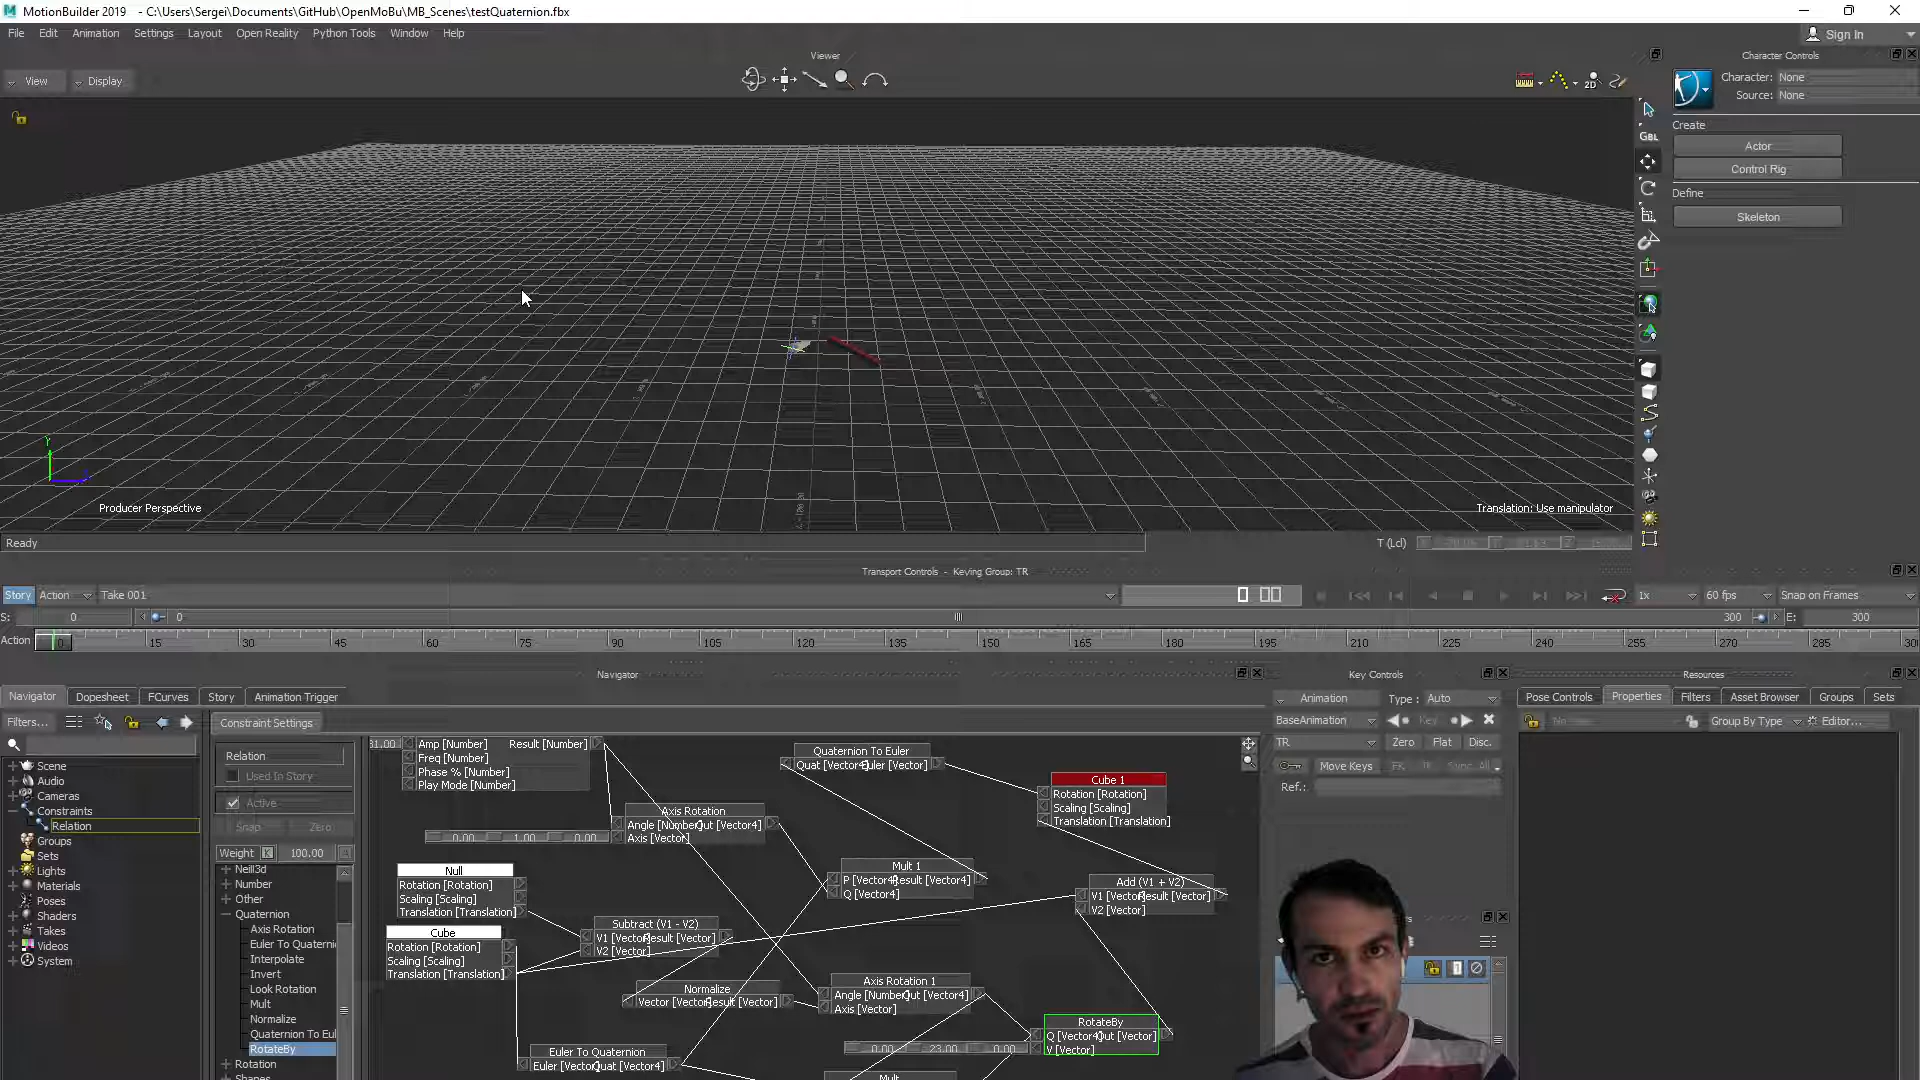 MotionBuilder 2019 - C:\Users\Sergei\Documents\GitHub\OpenMoBu\MB_Scenes\testQuaternion.fbx
File Edit Animation Settings Layout Open Reality Python Tools Window Help
Sign In
Viewer
Character Controls
View Display
2D
Character: None
Source: None
Create
GBL
Actor
Control Rig
Define
Skeleton
Y
Producer Perspective
Translation: Use manipulator
Ready
T (Lcl)
Transport Controls - Keying Group: TR
Story Action Take 001
1x 60 fps Snap on Frames
S: 0 0 300 E: 300
Action 0 15 30 45 60 75 90 105 120 135 150 165 180 195 210 225 240 255 270 285 30
Navigator
Key Controls
Resources
Navigator Dopesheet FCurves Story Animation Trigger
Animation Type : Auto
Pose Controls Properties Filters Asset Browser Groups Sets
Filters...
Constraint Settings
BaseAnimation Key
Group By Type Editor...
TR Zero Flat Disc.
Move Keys
Ref.:
Scene
Audio
Cameras
Constraints
Relation
Groups
Sets
Lights
Materials
Poses
Shaders
Takes
Videos
System
Relation
Used In Story
Active
Snap Zero
Weight K 100.00
Neill3d
Number
Other
Quaternion
Axis Rotation
Euler To Quaterni
Interpolate
Invert
Look Rotation
Mult
Normalize
Quaternion To Eul
RotateBy
Rotation
Shapes
31.00 Amp [Number] Result [Number]
Freq [Number]
Phase % [Number]
Play Mode [Number]
Quaternion To Euler
Quat [Vector4] Euler [Vector]
Cube 1
Rotation [Rotation]
Scaling [Scaling]
Translation [Translation]
Axis Rotation
Angle [Number] Out [Vector4]
Axis [Vector]
0.00 1.00 0.00
Null
Rotation [Rotation]
Scaling [Scaling]
Translation [Translation]
Mult 1
P [Vector4] Result [Vector4]
Q [Vector4]
Add (V1 + V2)
V1 [Vector] Result [Vector]
V2 [Vector]
Subtract (V1 - V2)
V1 [Vector] Result [Vector]
V2 [Vector]
Cube
Rotation [Rotation]
Scaling [Scaling]
Translation [Translation]
Normalize
Vector [Vector] Result [Vector]
Axis Rotation 1
Angle [Number] Out [Vector4]
Axis [Vector]
RotateBy
Q [Vector4] Out [Vector]
V [Vector]
0.00 23.00 0.00
Euler To Quaternion
Euler [Vector] Quat [Vector4]
Mult